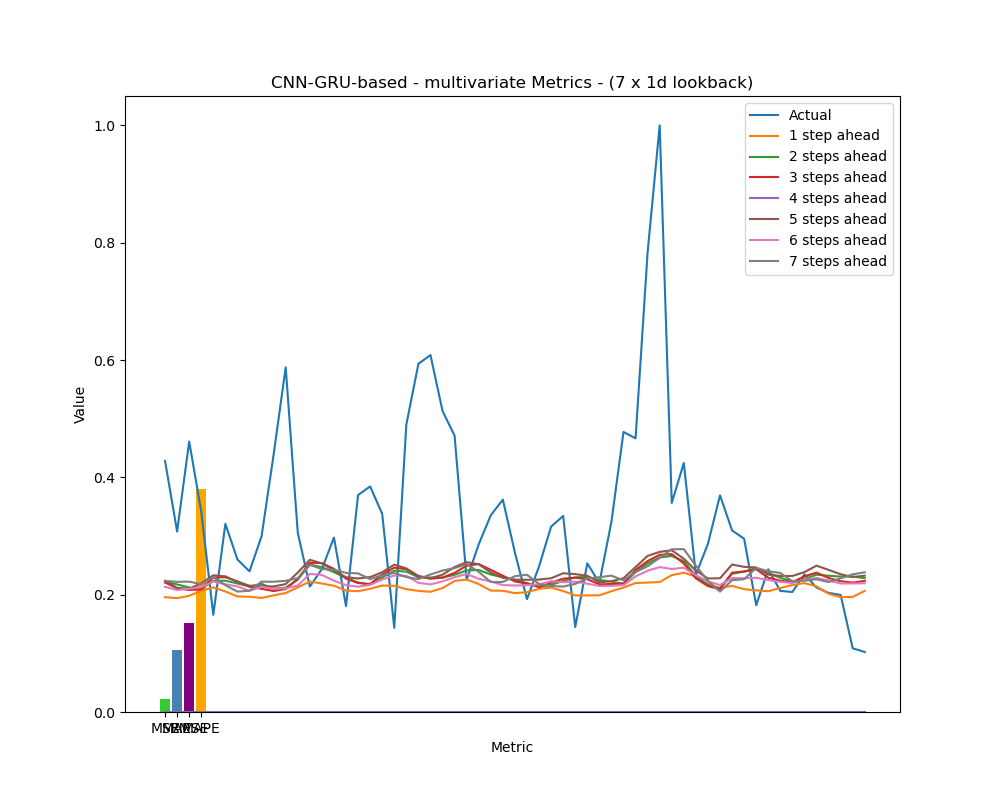 CNN-GRU-based - multivariate Metrics - (7 x 1d lookback)
Actual
1 step ahead
2 steps ahead
3 steps ahead
4 steps ahead
5 steps ahead
6 steps ahead
7 steps ahead
1.0
0.8
0.6
0.4
0.2
0.0
Value
Metric